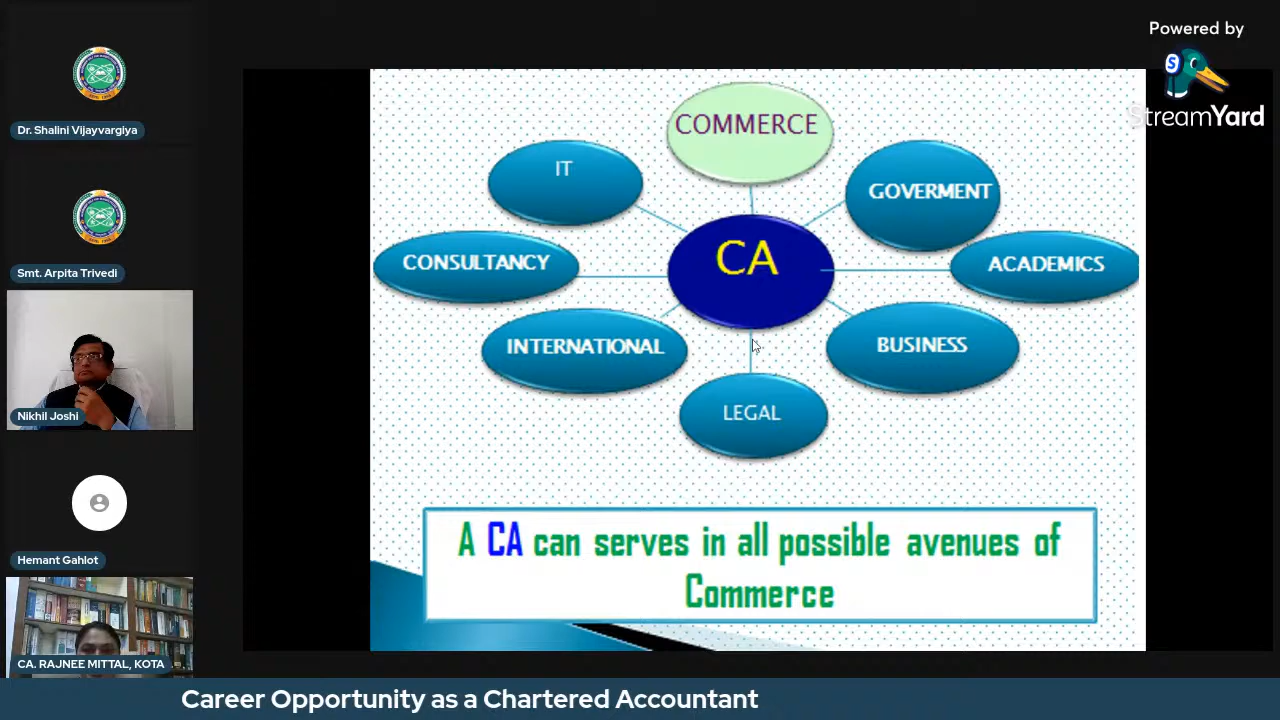 Powered by
StreamYard
Dr. Shalini Vijayvargiya
Smt. Arpita Trivedi
Nikhil Joshi
Hemant Gahlot
CA. RAJNEE MITTAL, KOTA
COMMERCE
IT
GOVERMENT
CONSULTANCY
CA
ACADEMICS
INTERNATIONAL
BUSINESS
LEGAL
A CA can serves in all possible avenues of
Commerce
Career Opportunity as a Chartered Accountant